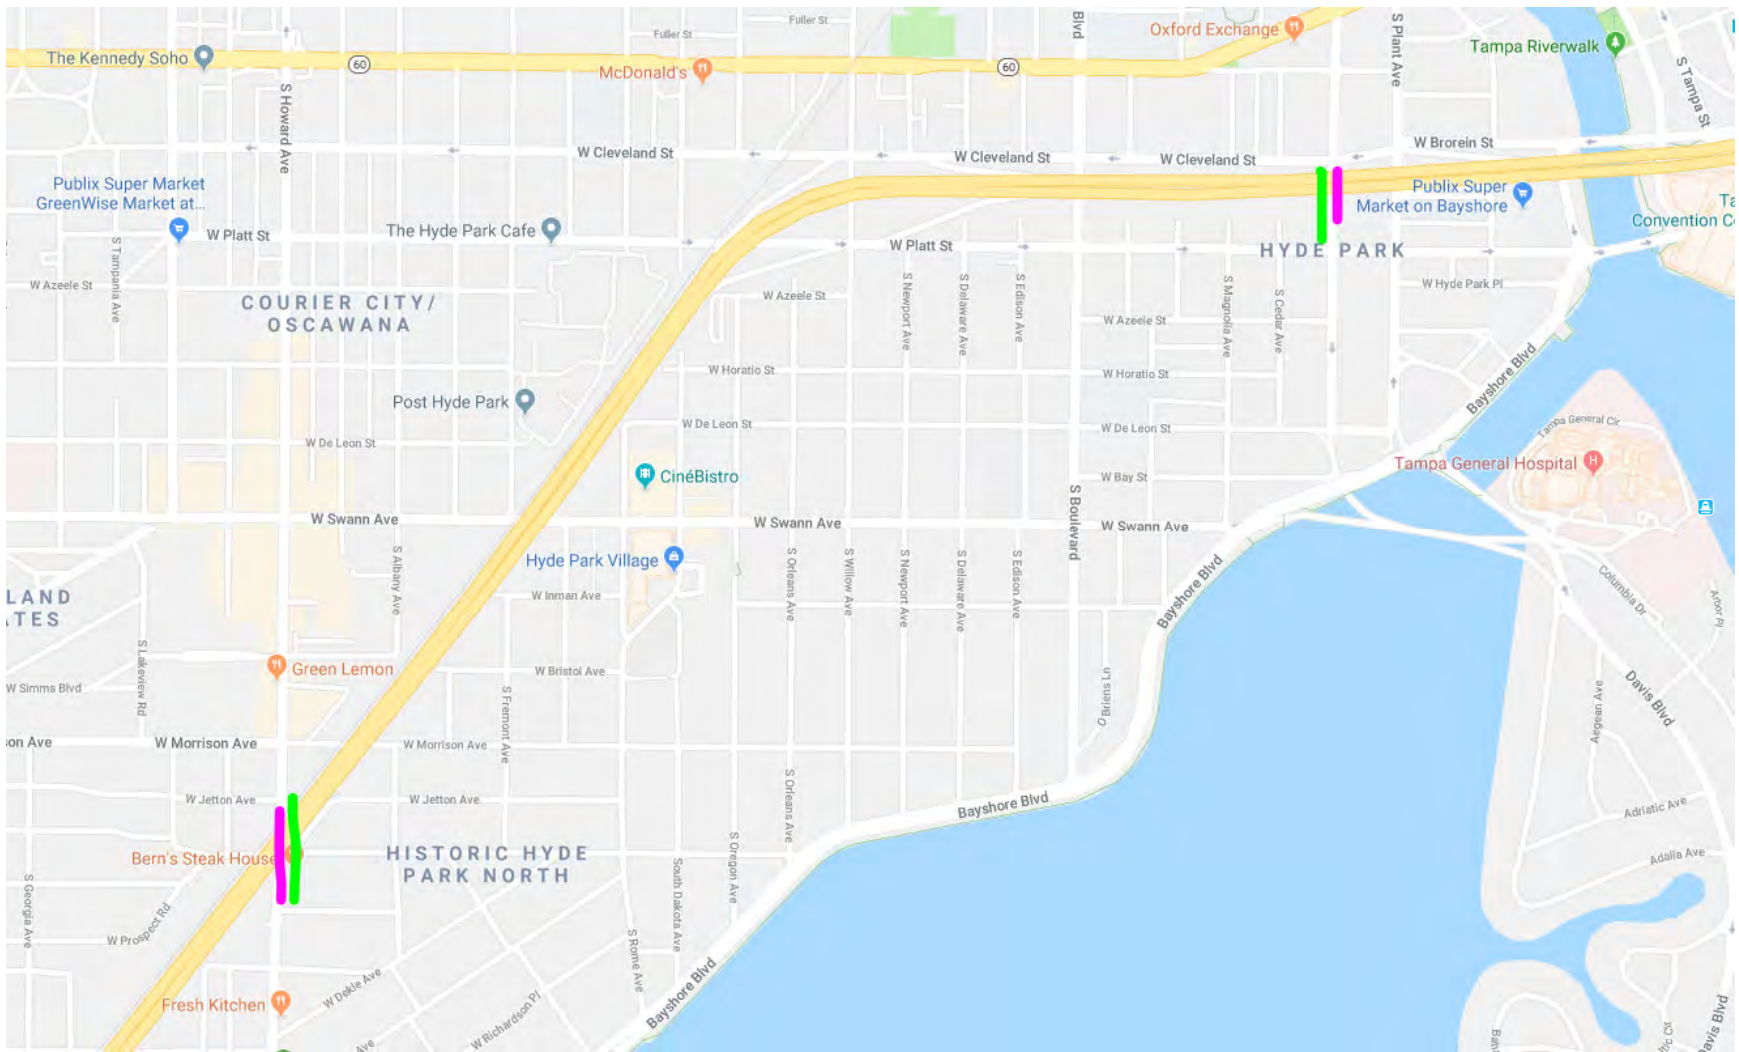 Fuller St
Blvd
S Plant Ave
Oxford Exchange
Fuller St
Tampa Riverwalk
The Kennedy Soho
60
McDonald's
60
S Tampa St
S Howard Ave
W Cleveland St
W Cleveland St
W Cleveland St
W Brorein St
Publix Super Market
GreenWise Market at...
Publix Super
Market on Bayshore
Ta
Convention C
W Platt St
The Hyde Park Cafe
W Platt St
HYDE PARK
S Tampania Ave
W Azeele St
W Azeele St
W Hyde Park Pl
COURIER CITY/
OSCAWANA
S Newport Ave
S Delaware Ave
S Edison Ave
W Azeele St
S Magnolia Ave
S Cedar Ave
W Horatio St
W Horatio St
Bayshore Blvd
Post Hyde Park
W De Leon St
W De Leon St
W De Leon St
Tampa General Cir
Tampa General Hospital
H
CinéBistro
W Bay St
W Swann Ave
W Swann Ave
S Boulevard
W Swann Ave
Hyde Park Village
S Albany Ave
S Orleans Ave
S Willow Ave
S Newport Ave
S Delaware Ave
S Edison Ave
Bayshore Blvd
Columbia Dr
Arbor Pl
LAND
ATES
W Inman Ave
S Lakeview Rd
Green Lemon
W Bristol Ave
W Simms Blvd
S Fremont Ave
O Briens Ln
Aegean Ave
Davis Blvd
son Ave
W Morrison Ave
W Morrison Ave
W Jetton Ave
W Jetton Ave
S Orleans Ave
Bayshore Blvd
Adriatic Ave
Bern's Steak House
HISTORIC HYDE
PARK NORTH
Adalia Ave
S Georgia Ave
S Oregon Ave
South Dakota Ave
W Prospect Rd
S Rome Ave
W Dekle Ave
Bayshore Blvd
Fresh Kitchen
W Richardson Pl
Ave
Davis Blvd